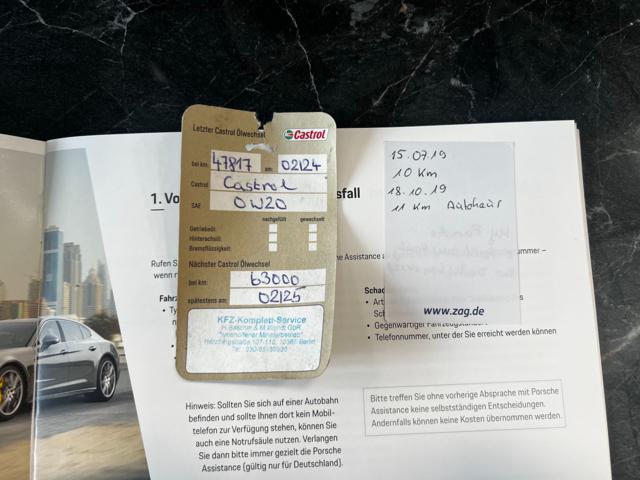 Letzter Castrol Ölwechsel
Castrol
bei km: 47817 am: 02/24
Castrol Castrol
SAE 0W20
nachgefüllt gewechselt
Getriebeöl:
Hinterachsöl:
Bremsflüssigkeit:
Nächster Castrol Ölwechsel
bei km: 63000
spätestens am: 02/25
KFZ-Komplett-Service
10365 Berlin
15.07.19
10 Km
18.10.19
11 Km Autohaus
www.zag.de
1. Vo
sfall
Rufen S
he Assistance a
ummer –
wenn n
Fahrz
Schad
Ty
Art
s
Sch
Gegenwärtiger
• Telefonnummer, unter der Sie erreicht werden können
Hinweis: Sollten Sie sich auf einer Autobahn
befinden und sollte Ihnen dort kein Mobil-
telefon zur Verfügung stehen, können Sie
auch eine Notrufsäule nutzen. Verlangen
Sie dann bitte immer gezielt die Porsche
Assistance (gültig nur für Deutschland).
Bitte treffen Sie ohne vorherige Absprache mit Porsche
Assistance keine selbstständigen Entscheidungen.
Andernfalls können keine Kosten übernommen werden.